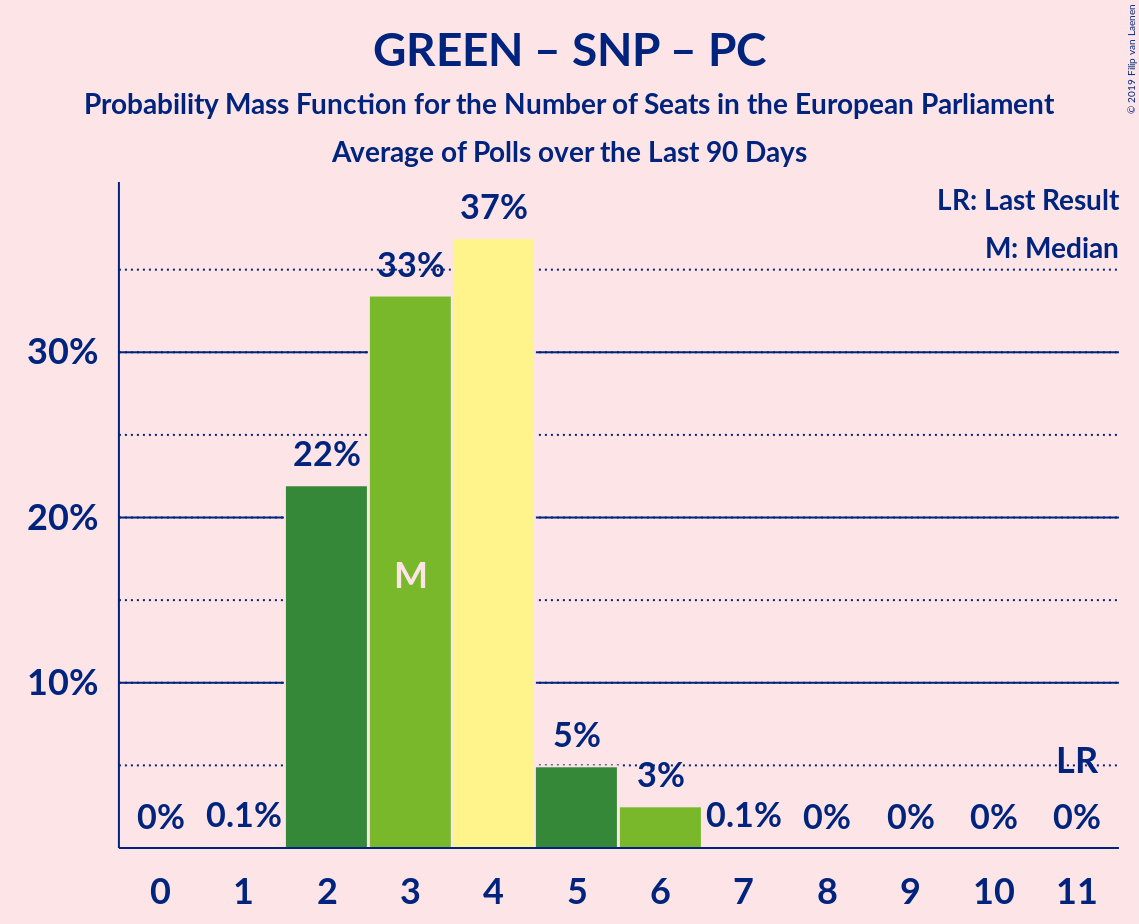 GREEN – SNP – PC
Probability Mass Function for the Number of Seats in the European Parliament
Average of Polls over the Last 90 Days
© 2019 Filip van Laenen
LR: Last Result
M: Median
37%
33%
30%
22%
20%
M
10%
5%
3%
LR
0% 0.1% 0.1% 0% 0% 0% 0%
0 1 2 3 4 5 6 7 8 9 10 11